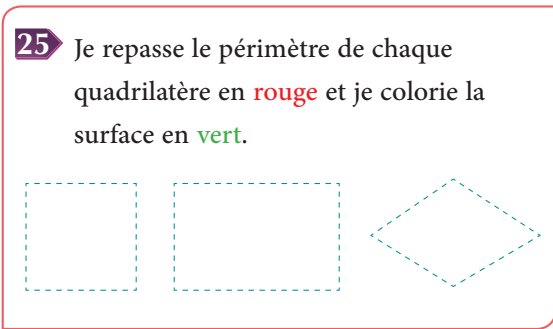 25 Je repasse le périmètre de chaque
quadrilatère en rouge et je colorie la
surface en vert.